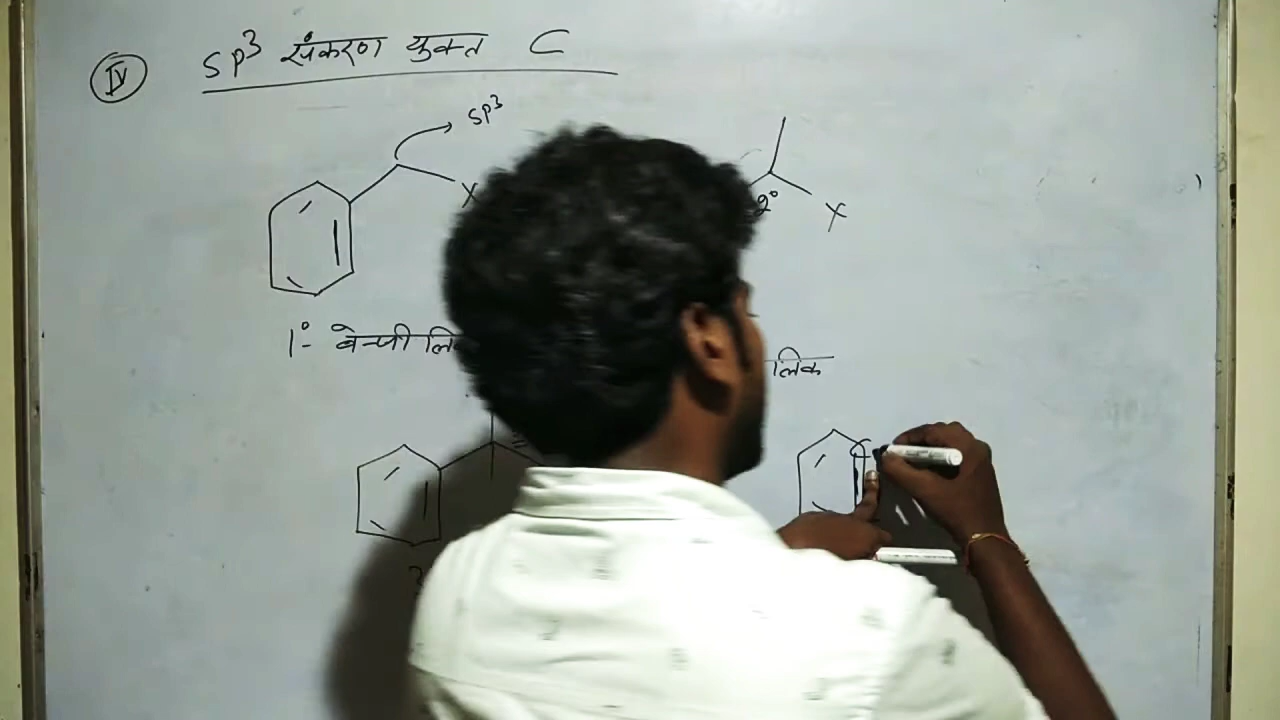 IV SP³ संकरण युक्त C
SP³
X
2° X
1°- बेन्जीलि
लिक